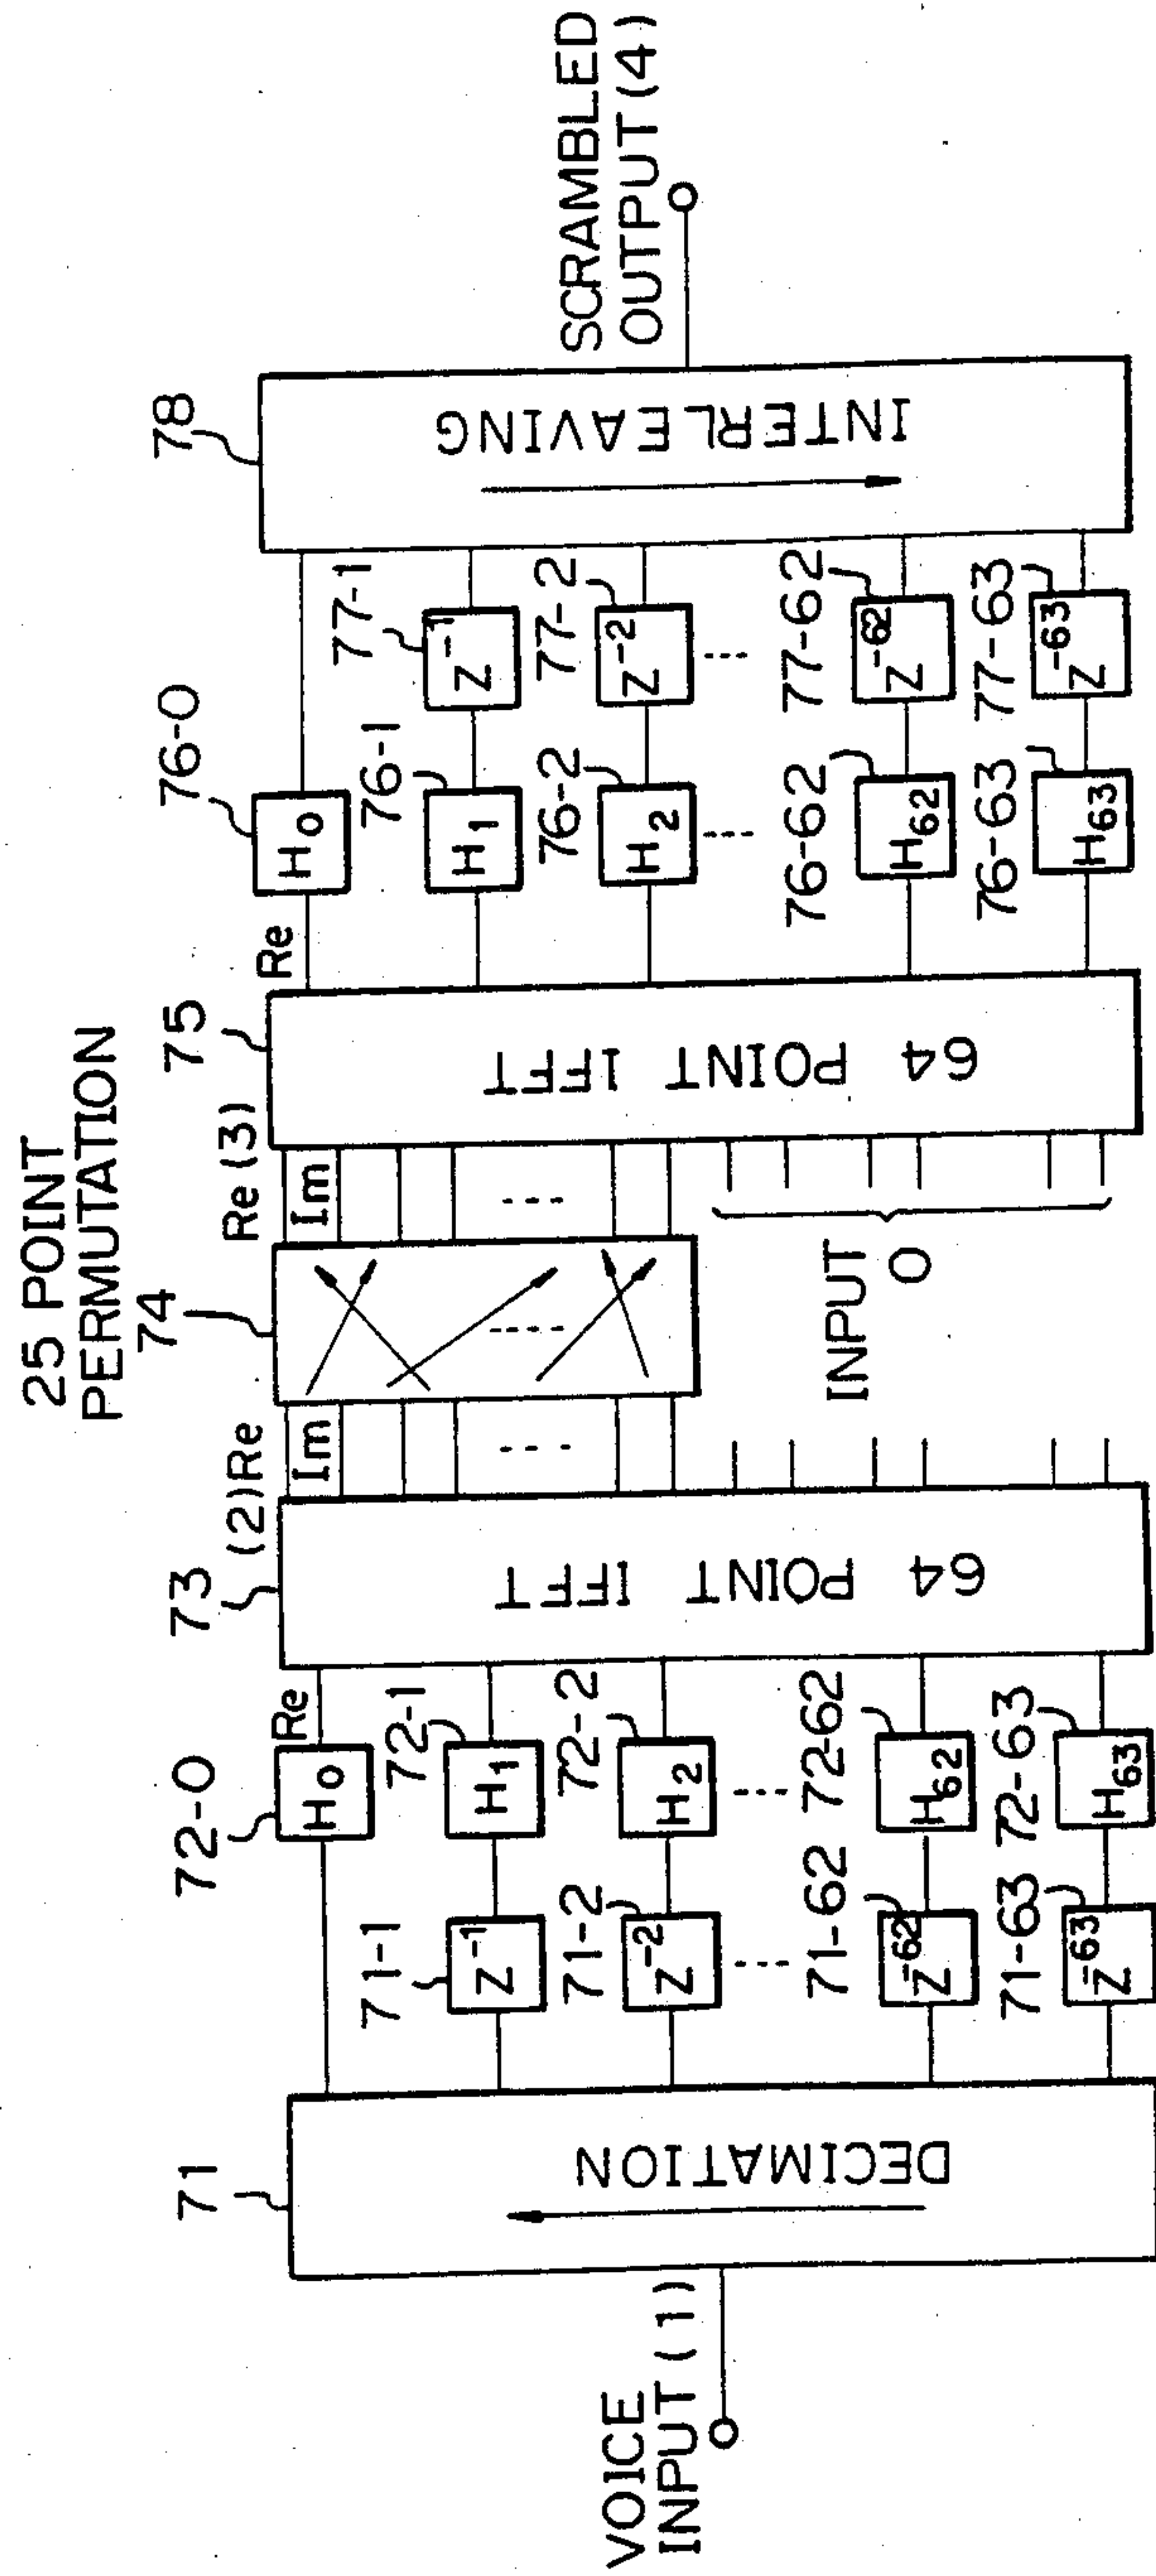 25 POINT
PERMUTATION
VOICE
INPUT (1)
71
DECIMATION
71-1
Z-1
71-2
Z-2
71-62
Z-62
71-63
Z-63
72-0
H0
Re
72-1
H1
72-2
H2
72-62
H62
72-63
H63
73
64 POINT IFFT
(2) Re
Im
74
INPUT
0
Re (3)
Im
75
64 POINT IFFT
Re
76-0
H0
76-1
H1
76-2
H2
76-62
H62
76-63
H63
77-1
Z-1
77-2
Z-2
77-62
Z-62
77-63
Z-63
78
INTERLEAVING
SCRAMBLED
OUTPUT (4)